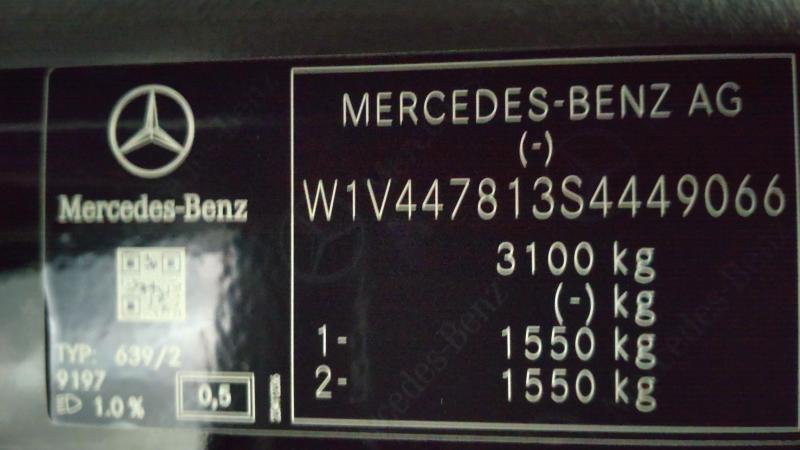 Mercedes-Benz
TYP: 639/2
9197
1.0 %
0,5
MERCEDES-BENZ AG
(-)
W1V447813S4449066
3100 kg
(-) kg
1- 1550 kg
2- 1550 kg